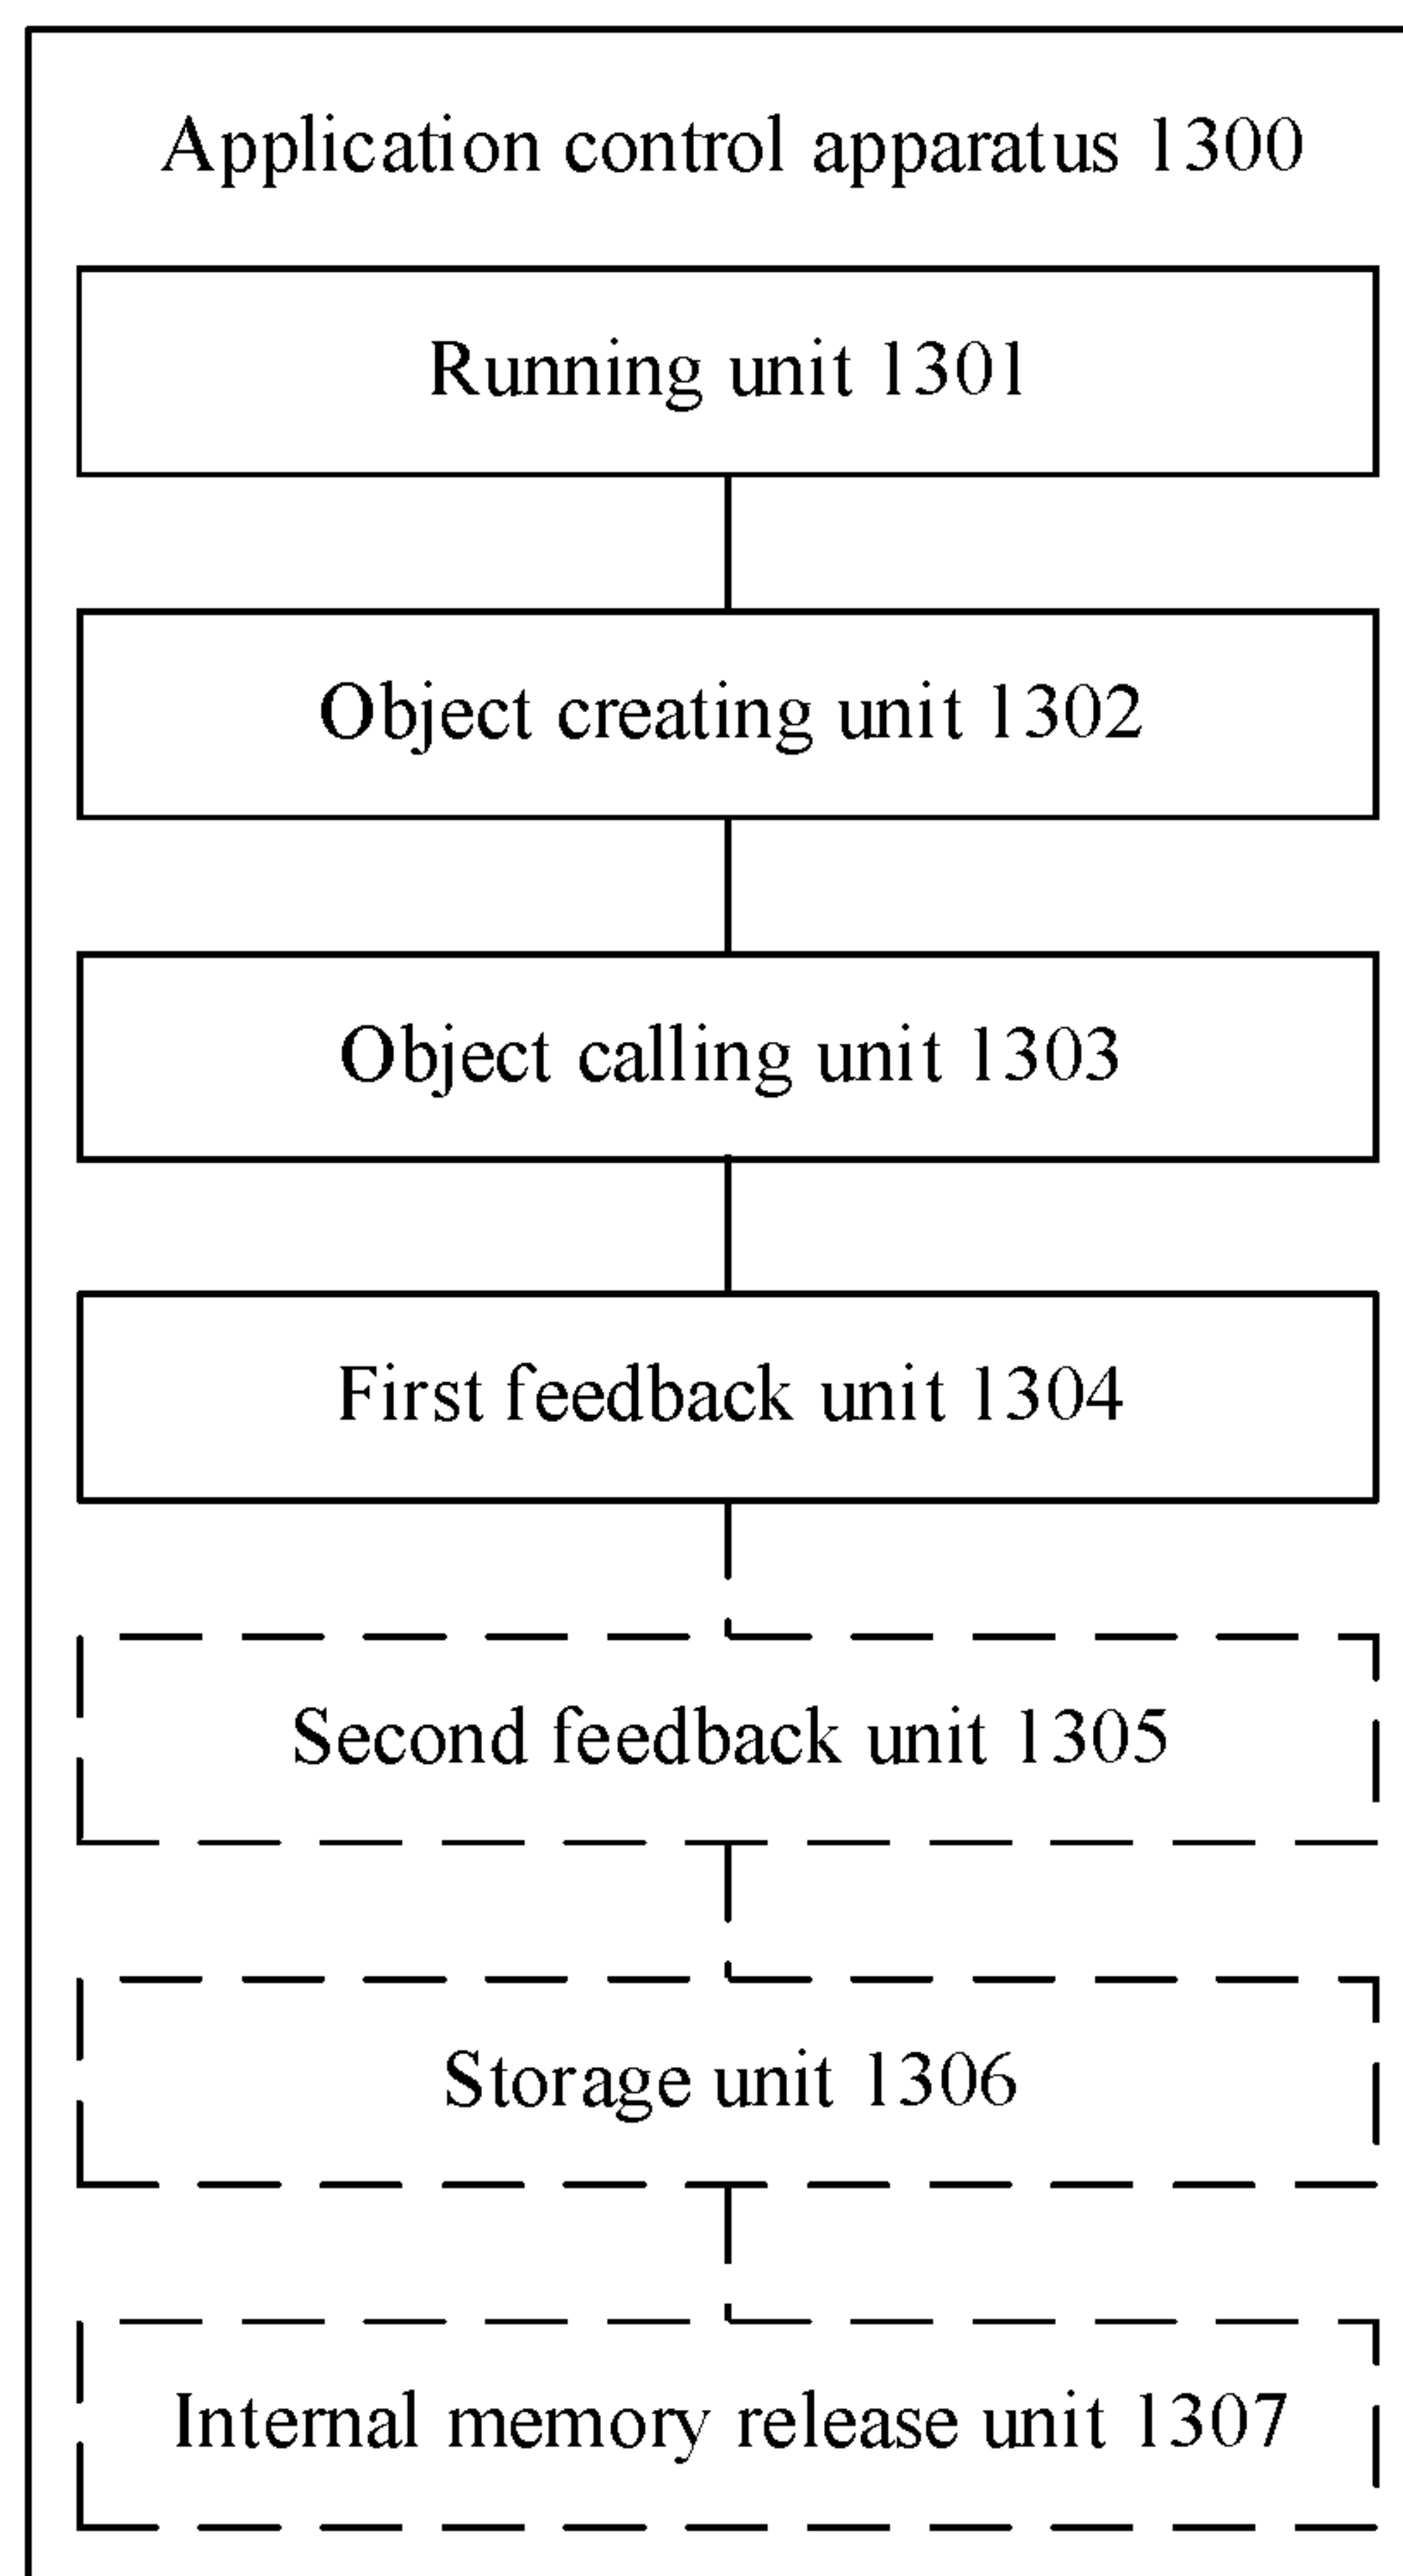 Application control apparatus 1300
Running unit 1301
Object creating unit 1302
Object calling unit 1303
First feedback unit 1304
Second feedback unit 1305
Storage unit 1306
Internal memory release unit 1307